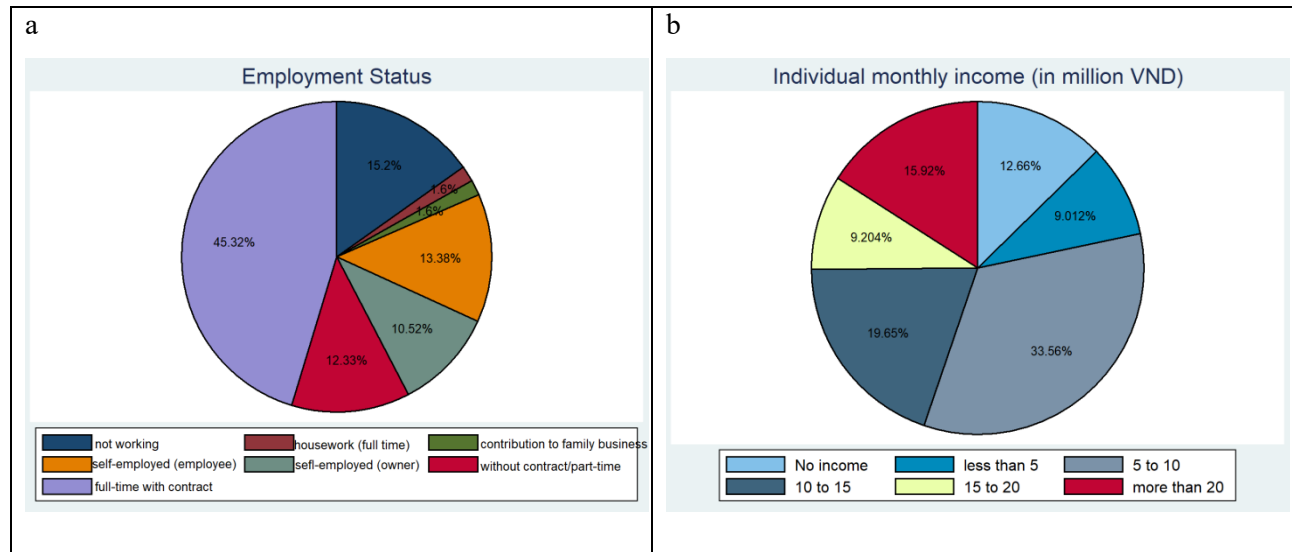 a
Employment Status
15.2%
1.6%
1.6%
13.38%
10.52%
12.33%
45.32%
not working
housework (full time)
contribution to family business
self-employed (employee)
sefl-employed (owner)
without contract/part-time
full-time with contract
b
Individual monthly income (in million VND)
12.66%
9.012%
33.56%
19.65%
9.204%
15.92%
No income
less than 5
5 to 10
10 to 15
15 to 20
more than 20